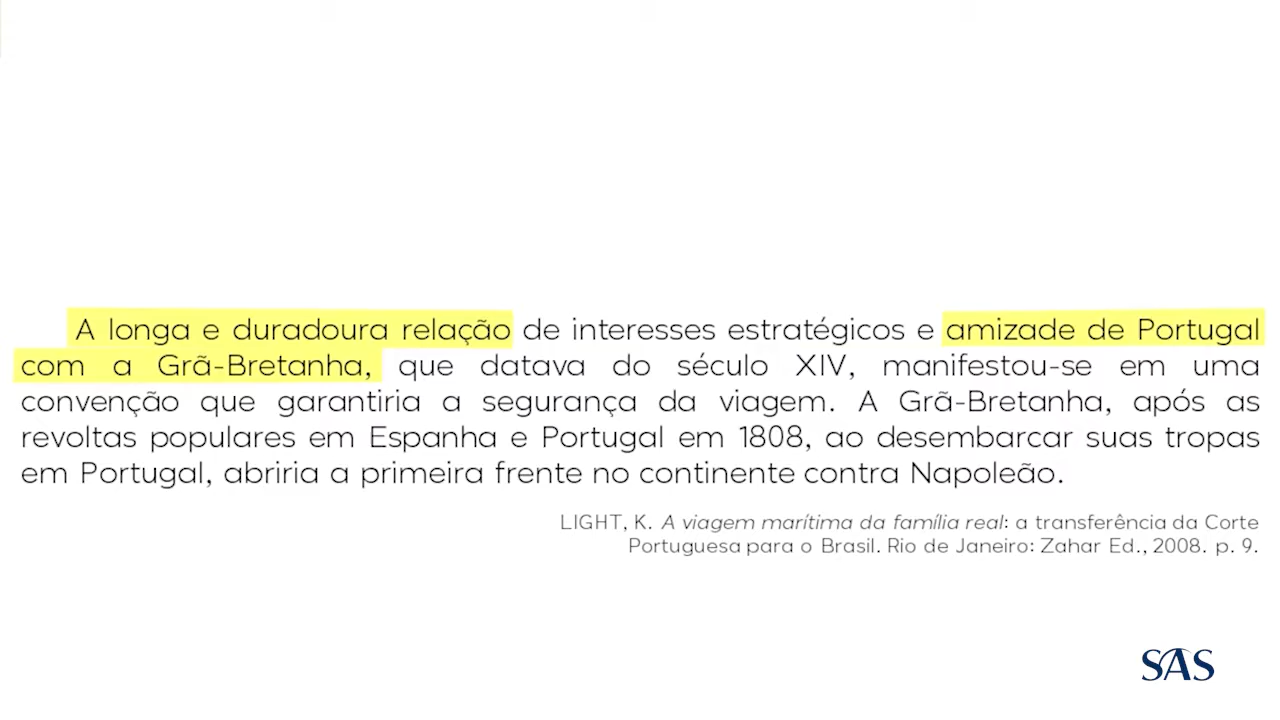 A longa e duradoura relação de interesses estratégicos e amizade de Portugal
com a Grã-Bretanha, que datava do século XIV, manifestou-se em uma
convenção que garantiria a segurança da viagem. A Grã-Bretanha, após as
revoltas populares em Espanha e Portugal em 1808, ao desembarcar suas tropas
em Portugal, abriria a primeira frente no continente contra Napoleão.
LIGHT, K. A viagem marítima da família real: a transferência da Corte
Portuguesa para o Brasil. Rio de Janeiro: Zahar Ed., 2008. p. 9.
SAS